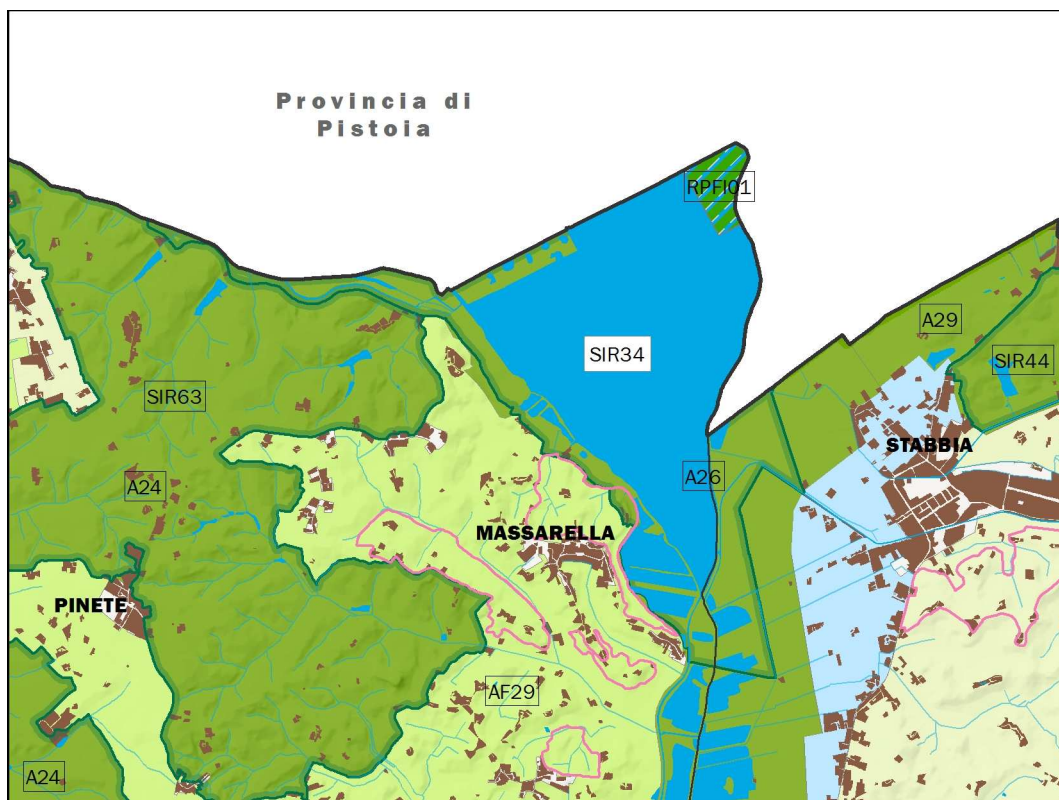 Provincia di
Pistoia
RPFI01
A29
SIR34
SIR44
SIR63
STABBIA
A26
A24
MASSARELLA
PINETE
AF29
A24